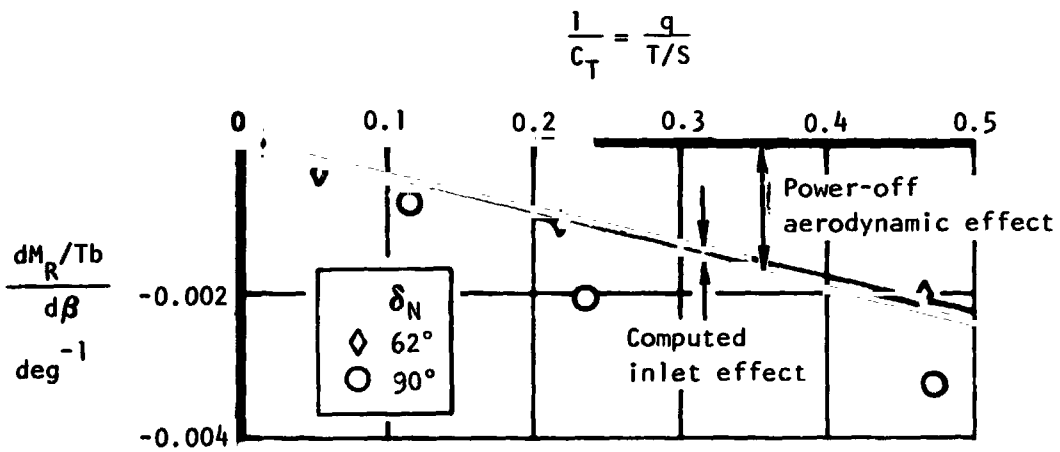 1/C_T = q/(T/S)
0 0.1 0.2 0.3 0.4 0.5
Power-off
aerodynamic effect
dM_R/Tb
dβ
deg^-1
-0.002
-0.004
δ_N
◊ 62°
○ 90°
Computed
inlet effect